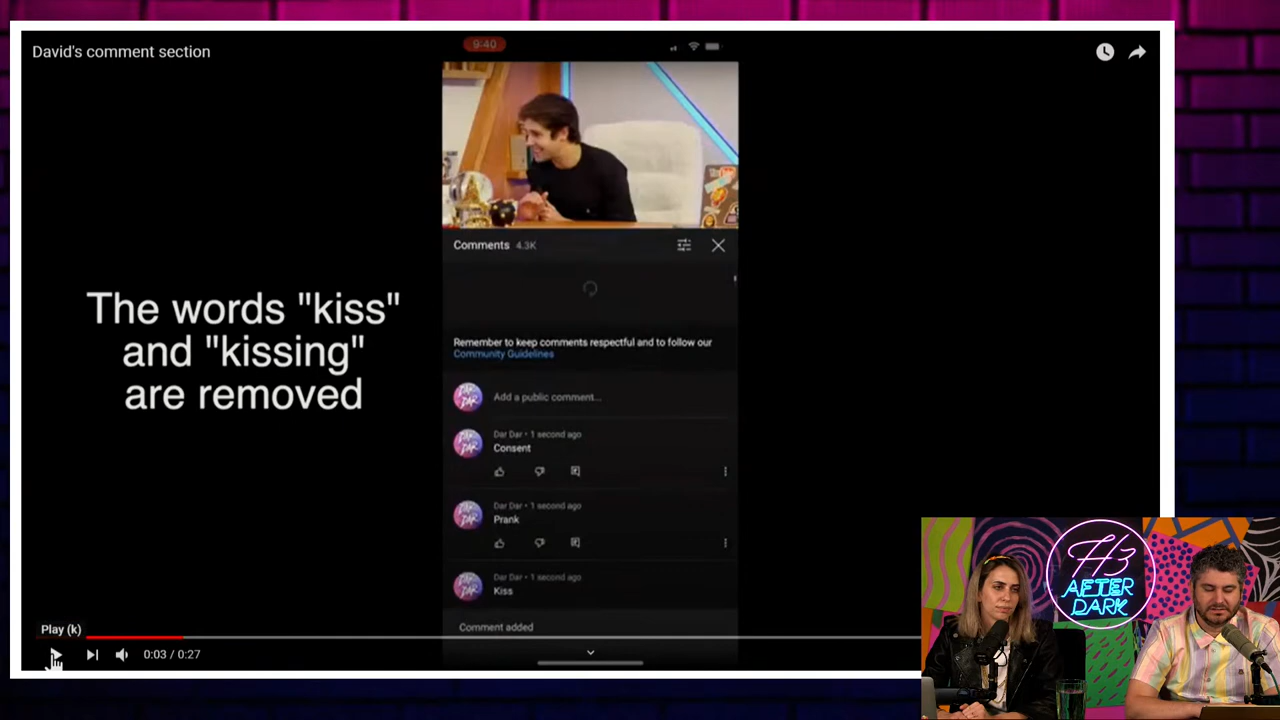 David's comment section
9:40
Comments 4.3K
Remember to keep comments respectful and to follow our
Community Guidelines
Add a public comment...
Dar Dar • 1 second ago
Consent
Dar Dar • 1 second ago
Prank
Dar Dar • 1 second ago
Kiss
Comment added
The words "kiss"
and "kissing"
are removed
Play (k)
0:03 / 0:27
H3
AFTER
DARK